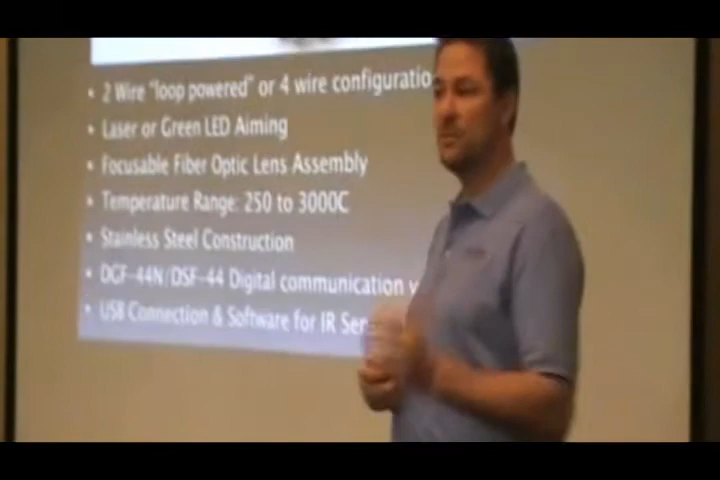 • 2 Wire "loop powered" or 4 wire configuratio
• Laser or Green LED Aiming
• Focusable Fiber Optic Lens Assembly
• Temperature Range: 250 to 3000C
• Stainless Steel Construction
• DCF-44N/DSF-44 Digital communication
• USB Connection & Software for IR Sen